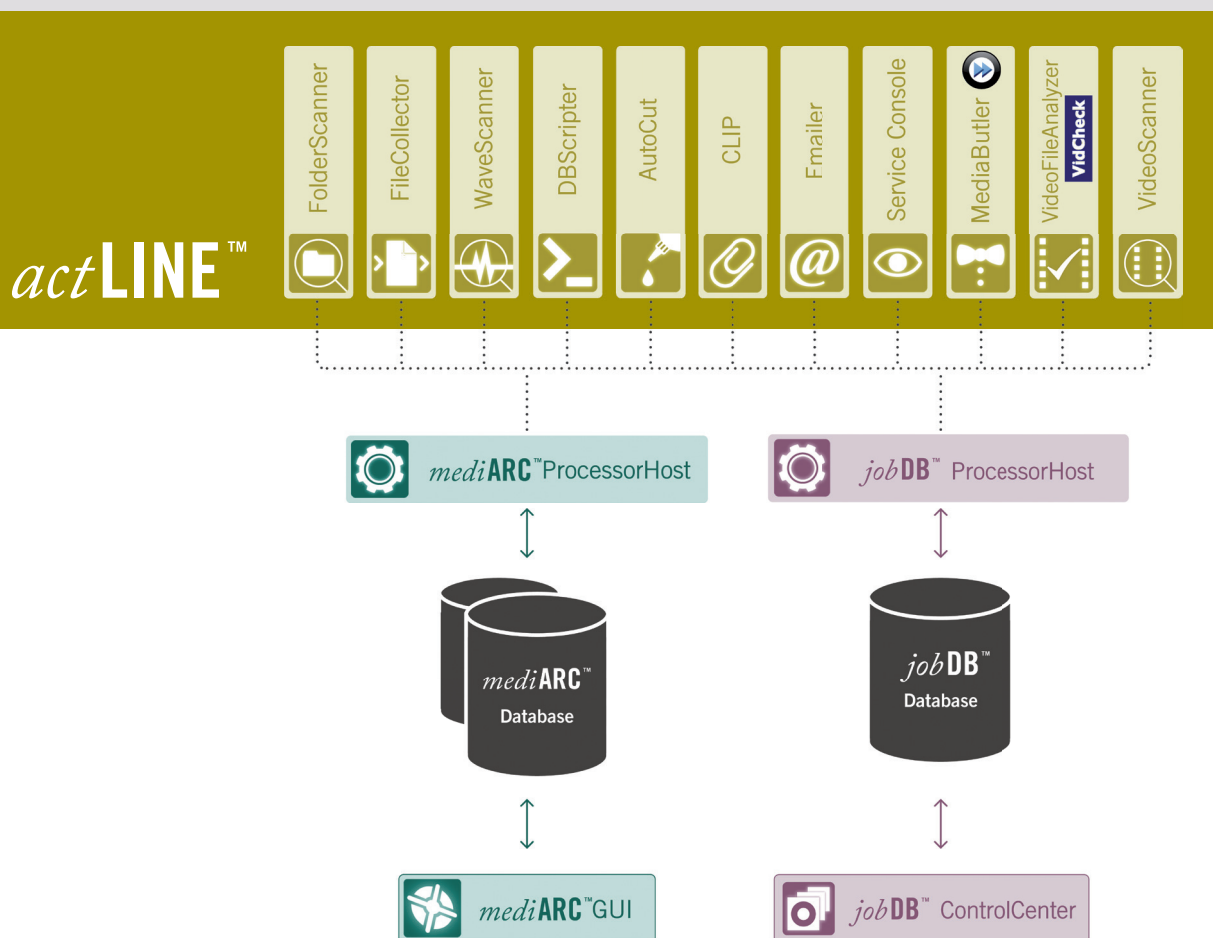 FolderScanner
FileCollector
WaveScanner
DBScripter
AutoCut
CLIP
Fmailer
Service Console
MediaButler
VideoFileAnalyzer
VidCheck
VideoScanner
actLINE™
mediARC™ProcessorHost
jobDB™ ProcessorHost
mediARC™
Database
jobDB™
Database
mediARC™GUI
jobDB™ ControlCenter